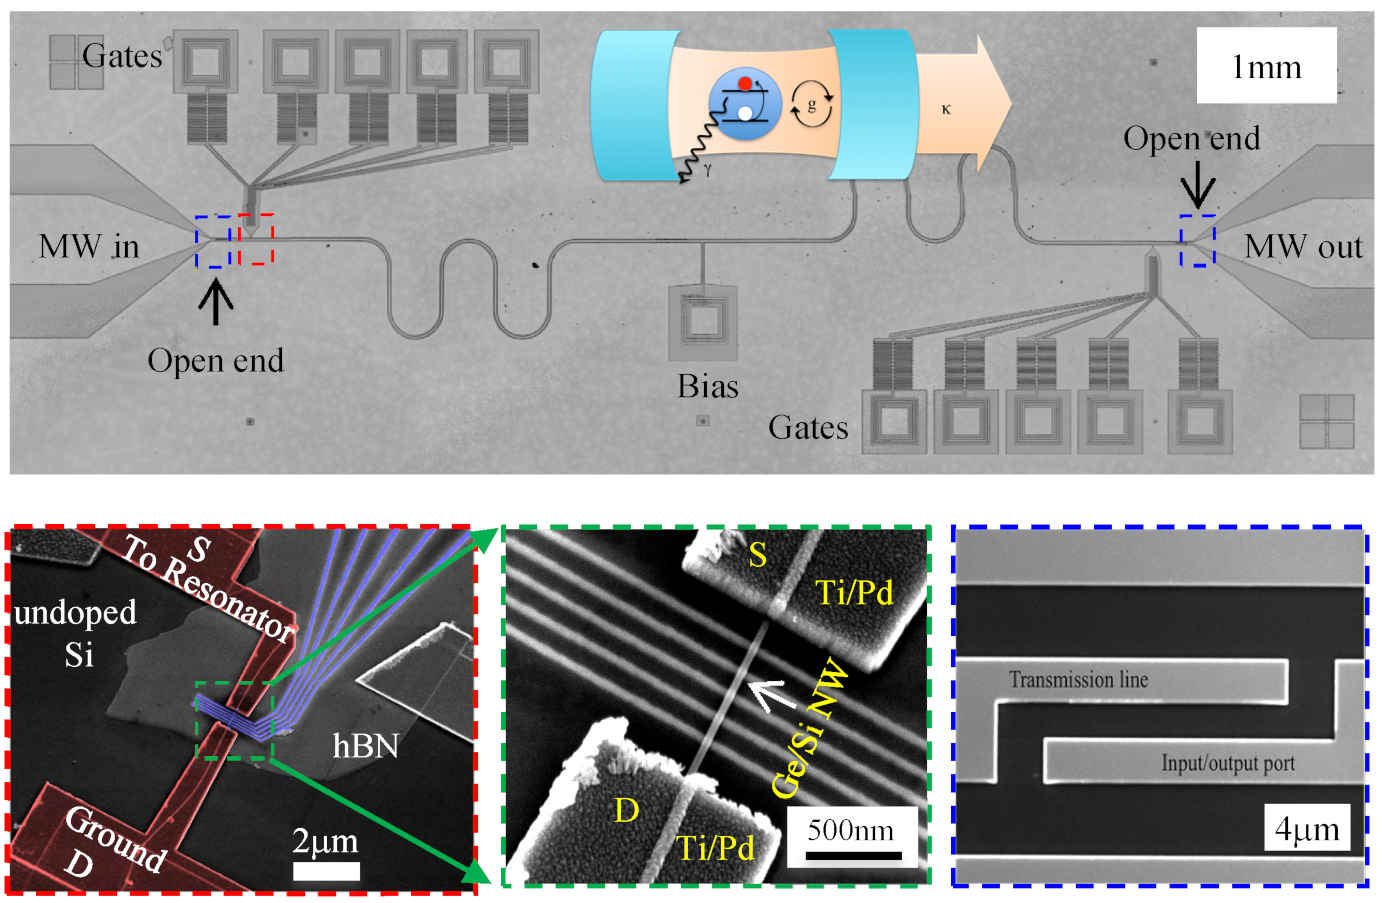 Gates
1mm
g
κ
γ
Open end
MW in
MW out
Open end
Bias
Gates
S
To Resonator
undoped
Si
hBN
Ground
D
2μm
S
Ti/Pd
Ge/Si NW
D
Ti/Pd
500nm
Transmission line
Input/output port
4μm